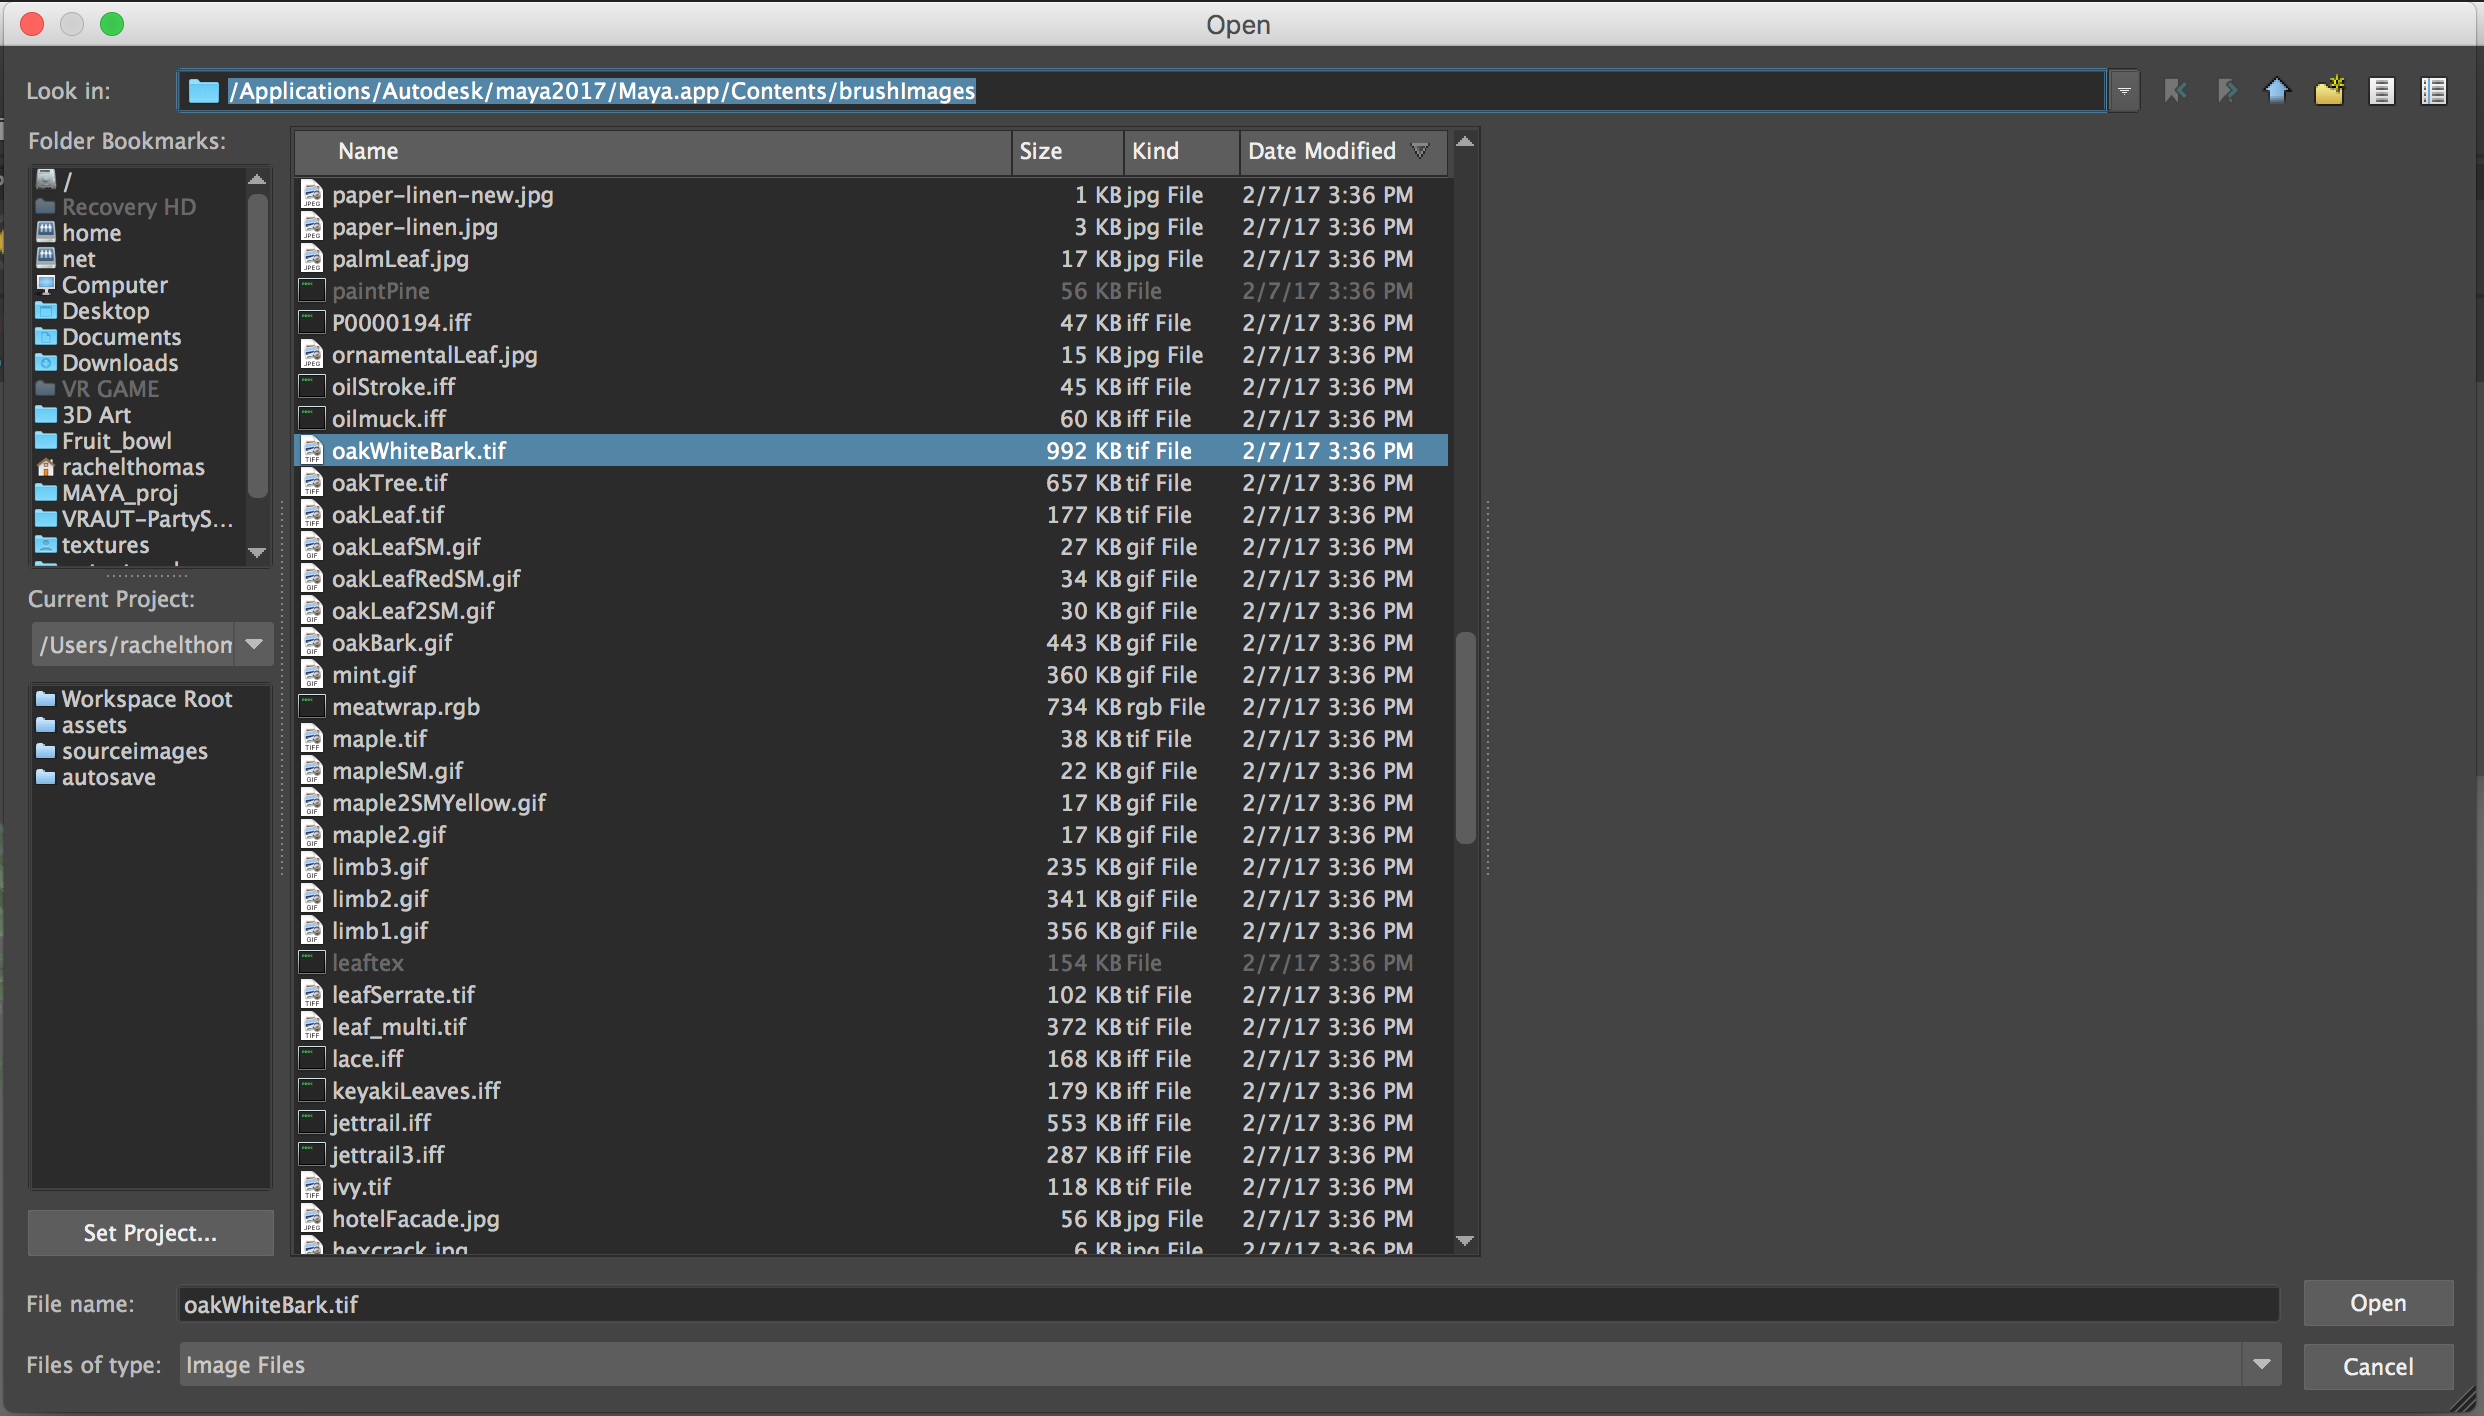 Open
Look in: /Applications/Autodesk/maya2017/Maya.app/Contents/brushImages
Folder Bookmarks:
/
Recovery HD
home
net
Computer
Desktop
Documents
Downloads
VR GAME
3D Art
Fruit_bowl
rachelthomas
MAYA_proj
VRAUT-PartyS...
textures
Current Project:
/Users/rachelthom
Workspace Root
assets
sourceimages
autosave
Set Project...
Name Size Kind Date Modified
paper-linen-new.jpg 1 KB jpg File 2/7/17 3:36 PM
paper-linen.jpg 3 KB jpg File 2/7/17 3:36 PM
palmLeaf.jpg 17 KB jpg File 2/7/17 3:36 PM
paintPine 56 KB File 2/7/17 3:36 PM
P0000194.iff 47 KB iff File 2/7/17 3:36 PM
ornamentalLeaf.jpg 15 KB jpg File 2/7/17 3:36 PM
oilStroke.iff 45 KB iff File 2/7/17 3:36 PM
oilmuck.iff 60 KB iff File 2/7/17 3:36 PM
oakWhiteBark.tif 992 KB tif File 2/7/17 3:36 PM
oakTree.tif 657 KB tif File 2/7/17 3:36 PM
oakLeaf.tif 177 KB tif File 2/7/17 3:36 PM
oakLeafSM.gif 27 KB gif File 2/7/17 3:36 PM
oakLeafRedSM.gif 34 KB gif File 2/7/17 3:36 PM
oakLeaf2SM.gif 30 KB gif File 2/7/17 3:36 PM
oakBark.gif 443 KB gif File 2/7/17 3:36 PM
mint.gif 360 KB gif File 2/7/17 3:36 PM
meatwrap.rgb 734 KB rgb File 2/7/17 3:36 PM
maple.tif 38 KB tif File 2/7/17 3:36 PM
mapleSM.gif 22 KB gif File 2/7/17 3:36 PM
maple2SMYellow.gif 17 KB gif File 2/7/17 3:36 PM
maple2.gif 17 KB gif File 2/7/17 3:36 PM
limb3.gif 235 KB gif File 2/7/17 3:36 PM
limb2.gif 341 KB gif File 2/7/17 3:36 PM
limb1.gif 356 KB gif File 2/7/17 3:36 PM
leaftex 154 KB File 2/7/17 3:36 PM
leafSerrate.tif 102 KB tif File 2/7/17 3:36 PM
leaf_multi.tif 372 KB tif File 2/7/17 3:36 PM
lace.iff 168 KB iff File 2/7/17 3:36 PM
keyakiLeaves.iff 179 KB iff File 2/7/17 3:36 PM
jettrail.iff 553 KB iff File 2/7/17 3:36 PM
jettrail3.iff 287 KB iff File 2/7/17 3:36 PM
ivy.tif 118 KB tif File 2/7/17 3:36 PM
hotelFacade.jpg 56 KB jpg File 2/7/17 3:36 PM
hexcrack.jpg 6 KB jpg File 2/7/17 3:36 PM
File name: oakWhiteBark.tif Open
Files of type: Image Files Cancel